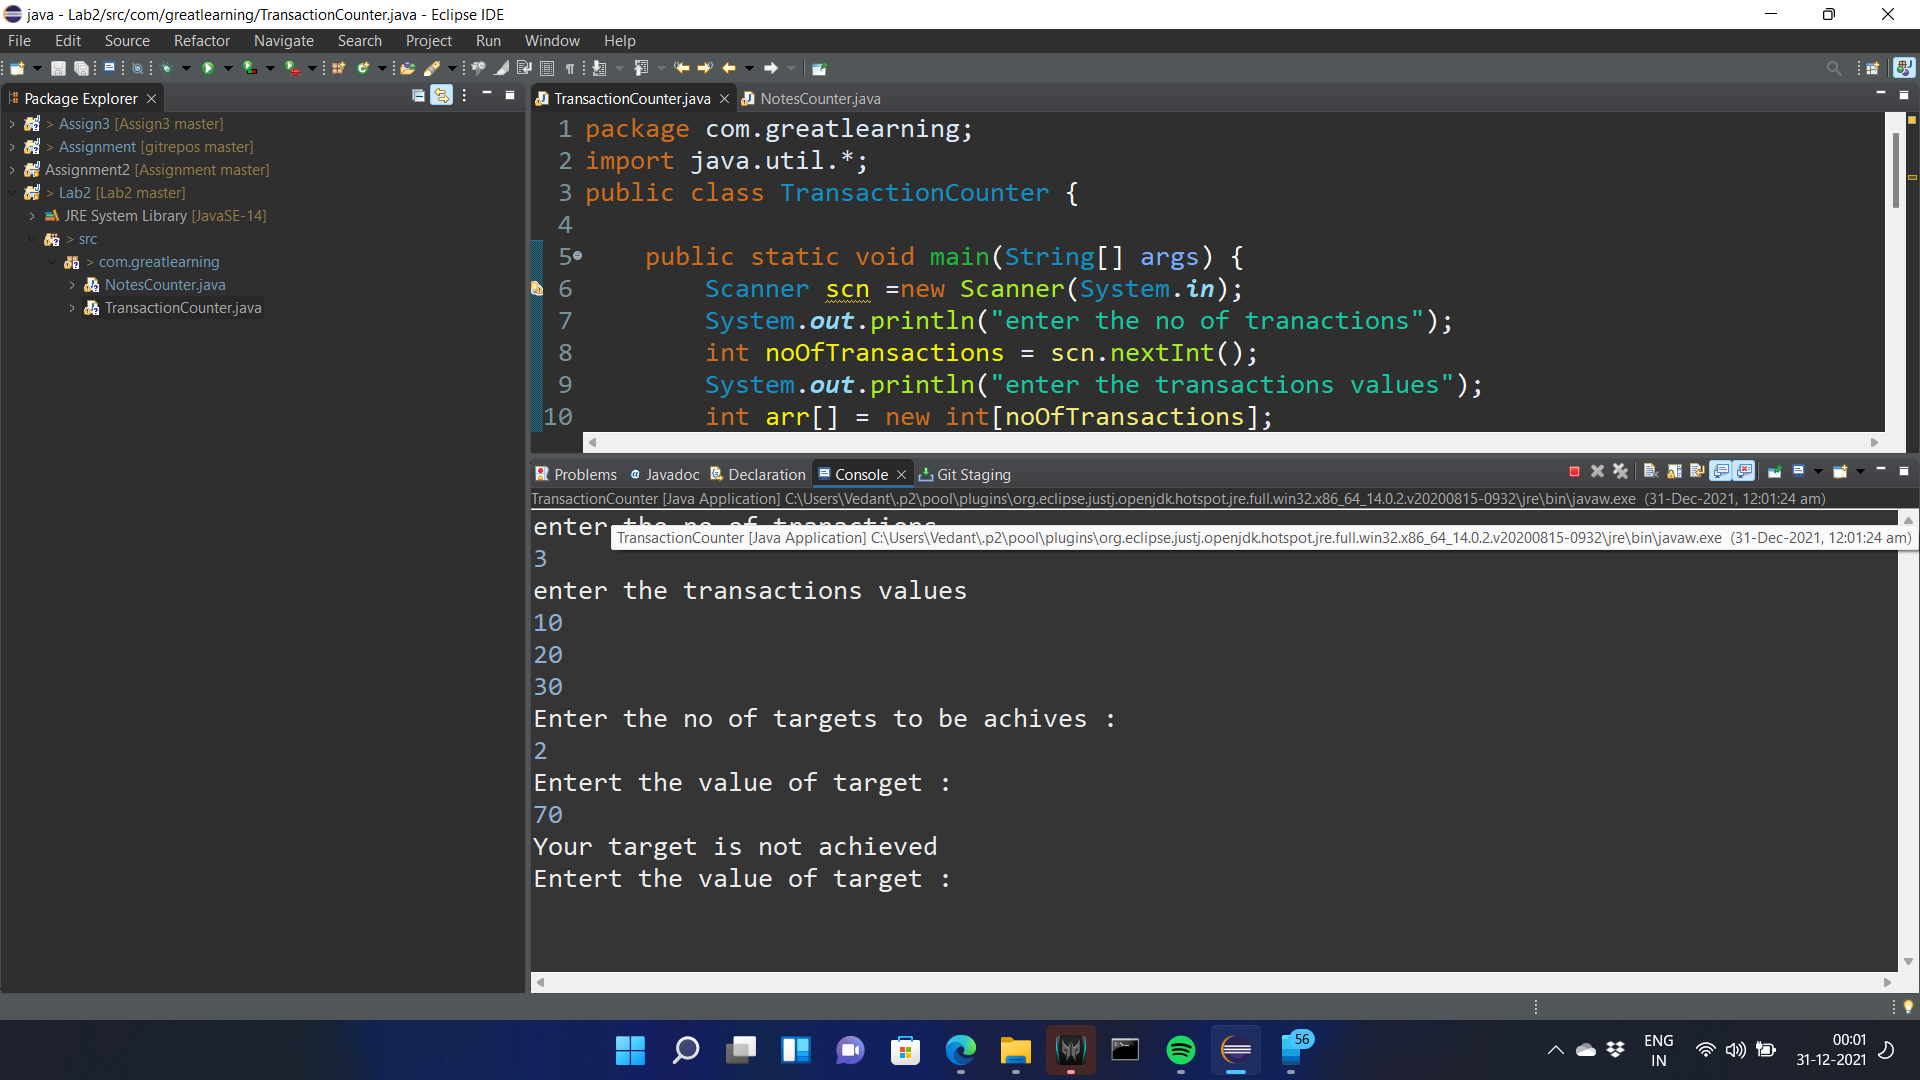 java - Lab2/src/com/greatlearning/TransactionCounter.java - Eclipse IDE
File Edit Source Refactor Navigate Search Project Run Window Help
Package Explorer
> Assign3 [Assign3 master]
> Assignment [gitrepos master]
Assignment2 [Assignment master]
> Lab2 [Lab2 master]
JRE System Library [JavaSE-14]
> src
> com.greatlearning
NotesCounter.java
TransactionCounter.java
TransactionCounter.java NotesCounter.java
1 package com.greatlearning;
2 import java.util.*;
3 public class TransactionCounter {
4
5 public static void main(String[] args) {
6 Scanner scn =new Scanner(System.in);
7 System.out.println("enter the no of tranactions");
8 int noOfTransactions = scn.nextInt();
9 System.out.println("enter the transactions values");
10 int arr[] = new int[noOfTransactions];
Problems @ Javadoc Declaration Console Git Staging
TransactionCounter [Java Application] C:\Users\Vedant\.p2\pool\plugins\org.eclipse.justj.openjdk.hotspot.jre.full.win32.x86_64_14.0.2.v20200815-0932\jre\bin\javaw.exe (31-Dec-2021, 12:01:24 am)
enter the no of tranactions
TransactionCounter [Java Application] C:\Users\Vedant\.p2\pool\plugins\org.eclipse.justj.openjdk.hotspot.jre.full.win32.x86_64_14.0.2.v20200815-0932\jre\bin\javaw.exe (31-Dec-2021, 12:01:24 am)
3
enter the transactions values
10
20
30
Enter the no of targets to be achives :
2
Entert the value of target :
70
Your target is not achieved
Entert the value of target :
56
ENG
IN
00:01
31-12-2021